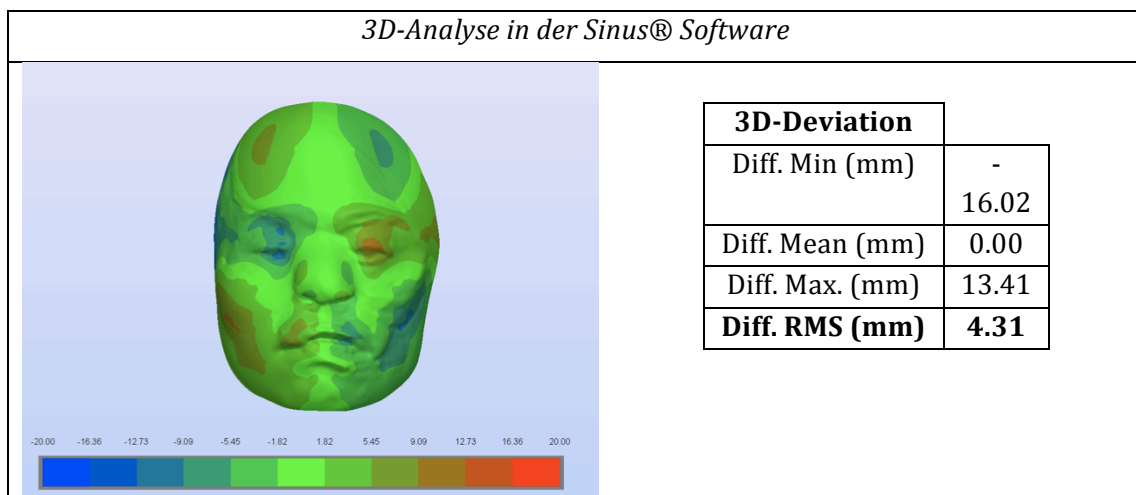 3D-Analyse in der Sinus® Software
3D-Deviation
Diff. Min (mm) -
16.02
Diff. Mean (mm) 0.00
Diff. Max. (mm) 13.41
Diff. RMS (mm) 4.31
-20.00 -16.36 -12.73 -9.09 -5.45 -1.82 1.82 5.45 9.09 12.73 16.36 20.00